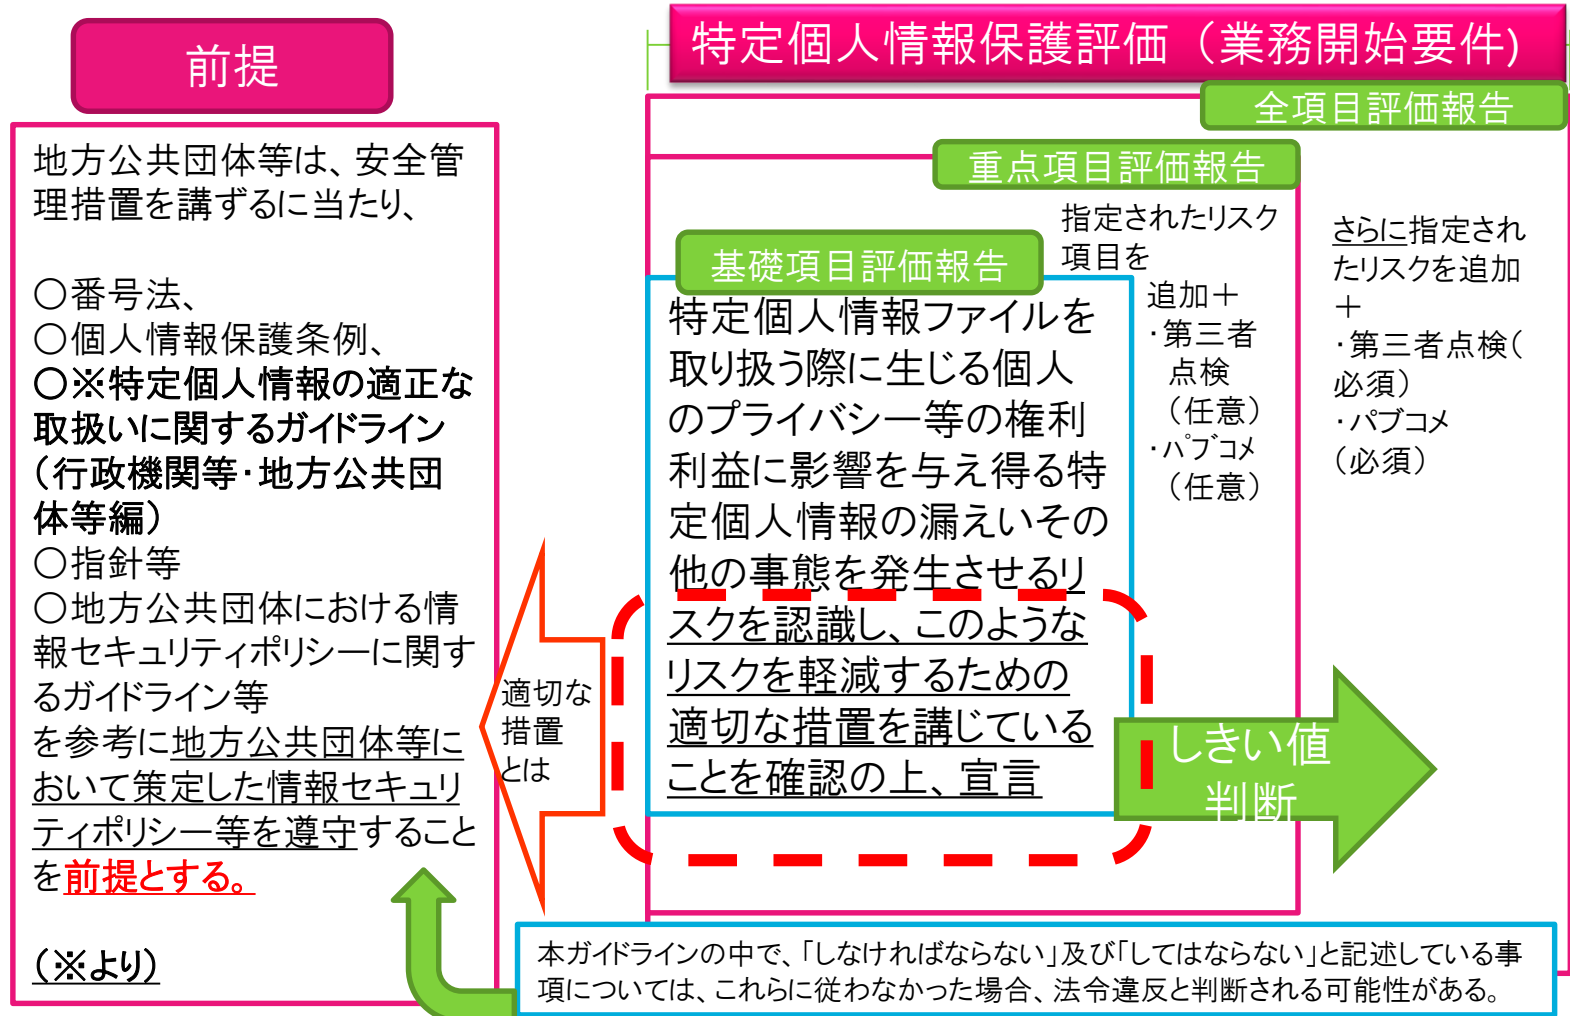 前提
地方公共団体等は、安全管
理措置を講ずるに当たり、
○番号法、
○個人情報保護条例、
○※特定個人情報の適正な
取扱いに関するガイドライン
（行政機関等・地方公共団
体等編）
○指針等
○地方公共団体における情
報セキュリティポリシーに関す
るガイドライン等
を参考に地方公共団体等に
おいて策定した情報セキュリ
ティポリシー等を遵守すること
を前提とする。
（※より）
適切な
措置
とは
特定個人情報保護評価（業務開始要件)
全項目評価報告
重点項目評価報告
基礎項目評価報告
特定個人情報ファイルを
取り扱う際に生じる個人
のプライバシー等の権利
利益に影響を与え得る特
定個人情報の漏えいその
他の事態を発生させるリ
スクを認識し、このような
リスクを軽減するための
適切な措置を講じている
ことを確認の上、宣言
指定されたリスク
項目を
追加＋
・第三者
点検
（任意）
・パブコメ
（任意）
さらに指定され
たリスクを追加
＋
・第三者点検（
必須）
・パブコメ
（必須）
しきい値
判断
本ガイドラインの中で、「しなければならない」及び「してはならない」と記述している事
項については、これらに従わなかった場合、法令違反と判断される可能性がある。